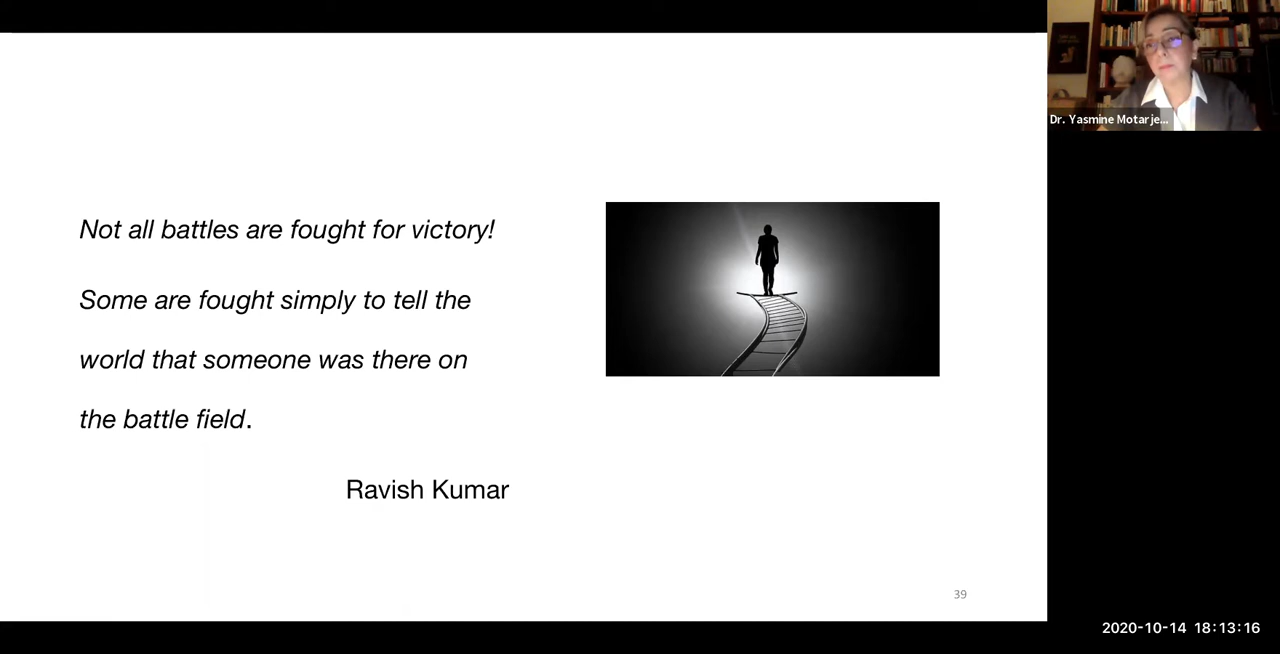 Dr. Yasmine Motarje...
Not all battles are fought for victory!
Some are fought simply to tell the
world that someone was there on
the battle field.
Ravish Kumar
39
2020-10-14 18:13:16